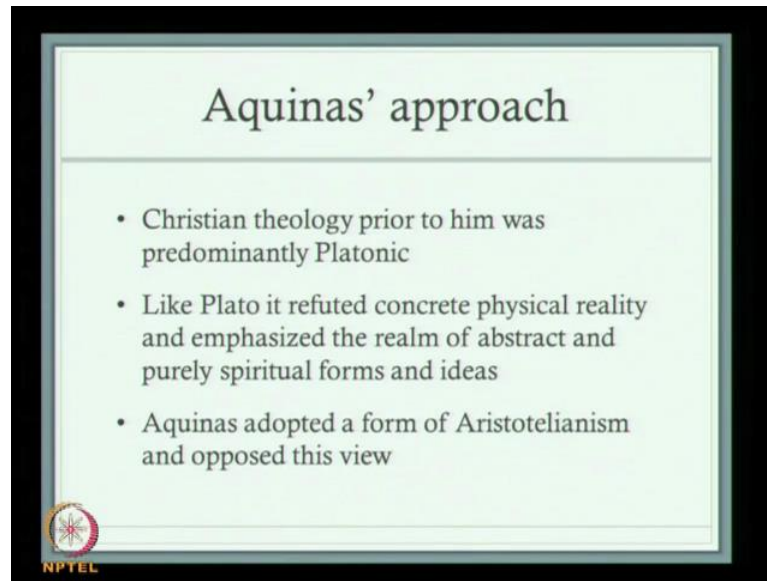 Aquinas’ approach
• Christian theology prior to him was
predominantly Platonic
• Like Plato it refuted concrete physical reality
and emphasized the realm of abstract and
purely spiritual forms and ideas
• Aquinas adopted a form of Aristotelianism
and opposed this view
NPTEL